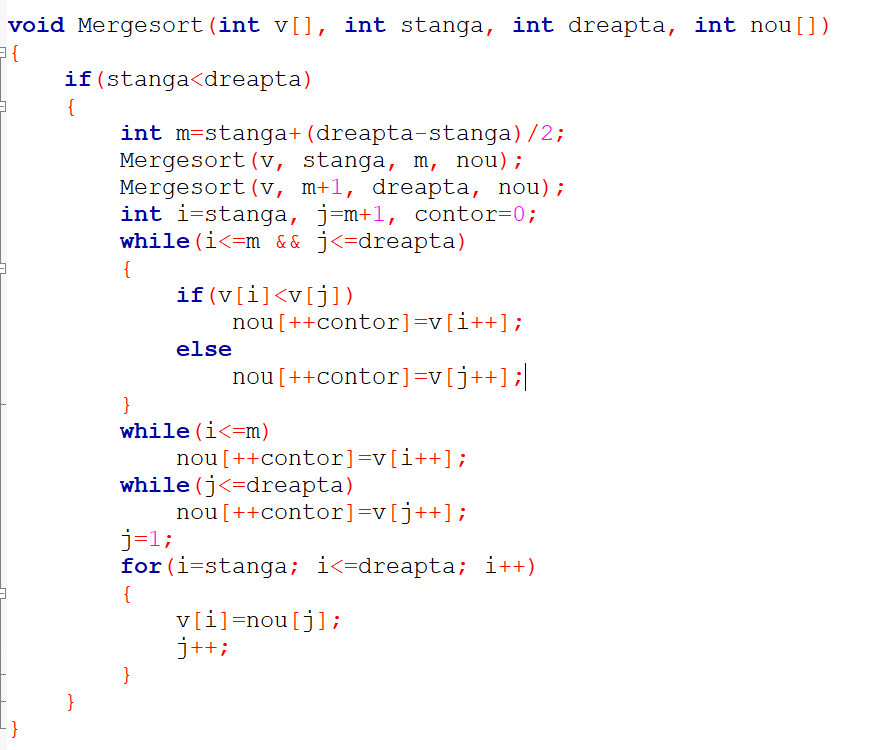 void Mergesort(int v[], int stanga, int dreapta, int nou[])
{
    if(stanga<dreapta)
    {
        int m=stanga+(dreapta-stanga)/2;
        Mergesort(v, stanga, m, nou);
        Mergesort(v, m+1, dreapta, nou);
        int i=stanga, j=m+1, contor=0;
        while(i<=m && j<=dreapta)
        {
            if(v[i]<v[j])
                nou[++contor]=v[i++];
            else
                nou[++contor]=v[j++];
        }
        while(i<=m)
            nou[++contor]=v[i++];
        while(j<=dreapta)
            nou[++contor]=v[j++];
        j=1;
        for(i=stanga; i<=dreapta; i++)
        {
            v[i]=nou[j];
            j++;
        }
    }
}